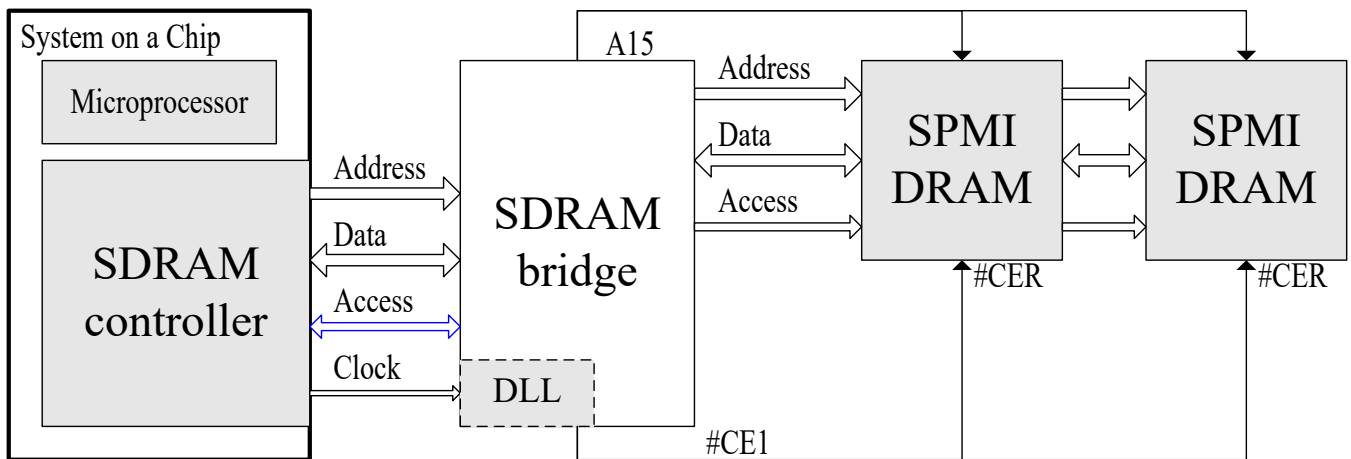 System on a Chip
Microprocessor
SDRAM
controller
Address
Data
Access
Clock
SDRAM
bridge
DLL
A15
Address
Data
Access
#CE1
SPMI
DRAM
#CER
SPMI
DRAM
#CER